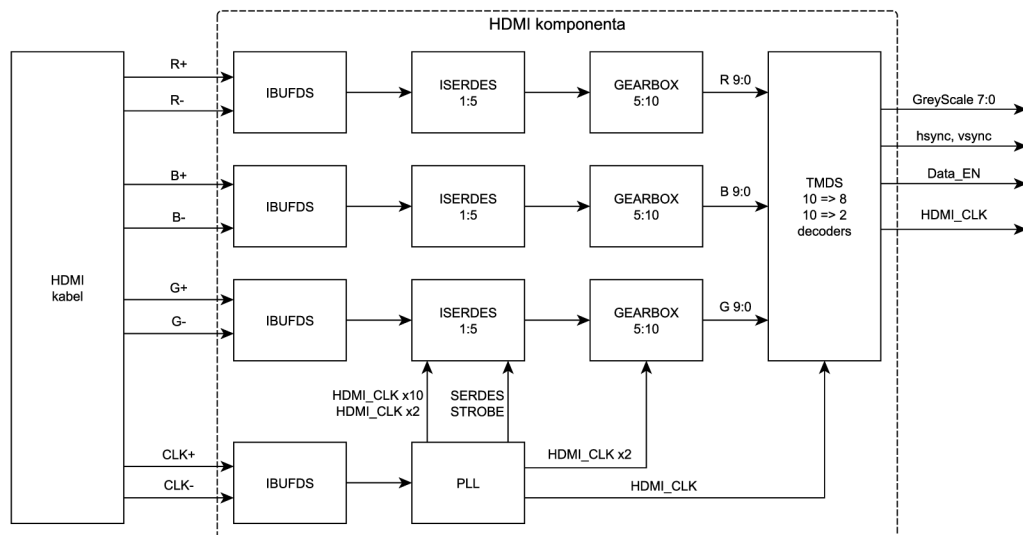 HDMI komponenta
HDMI
kabel
R+
R-
IBUFDS
ISERDES
1:5
GEARBOX
5:10
R 9:0
B+
B-
IBUFDS
ISERDES
1:5
GEARBOX
5:10
B 9:0
G+
G-
IBUFDS
ISERDES
1:5
GEARBOX
5:10
G 9:0
TMDS
10 => 8
10 => 2
decoders
GreyScale 7:0
hsync, vsync
Data_EN
HDMI_CLK
HDMI_CLK x10
HDMI_CLK x2
SERDES
STROBE
CLK+
CLK-
IBUFDS
PLL
HDMI_CLK x2
HDMI_CLK